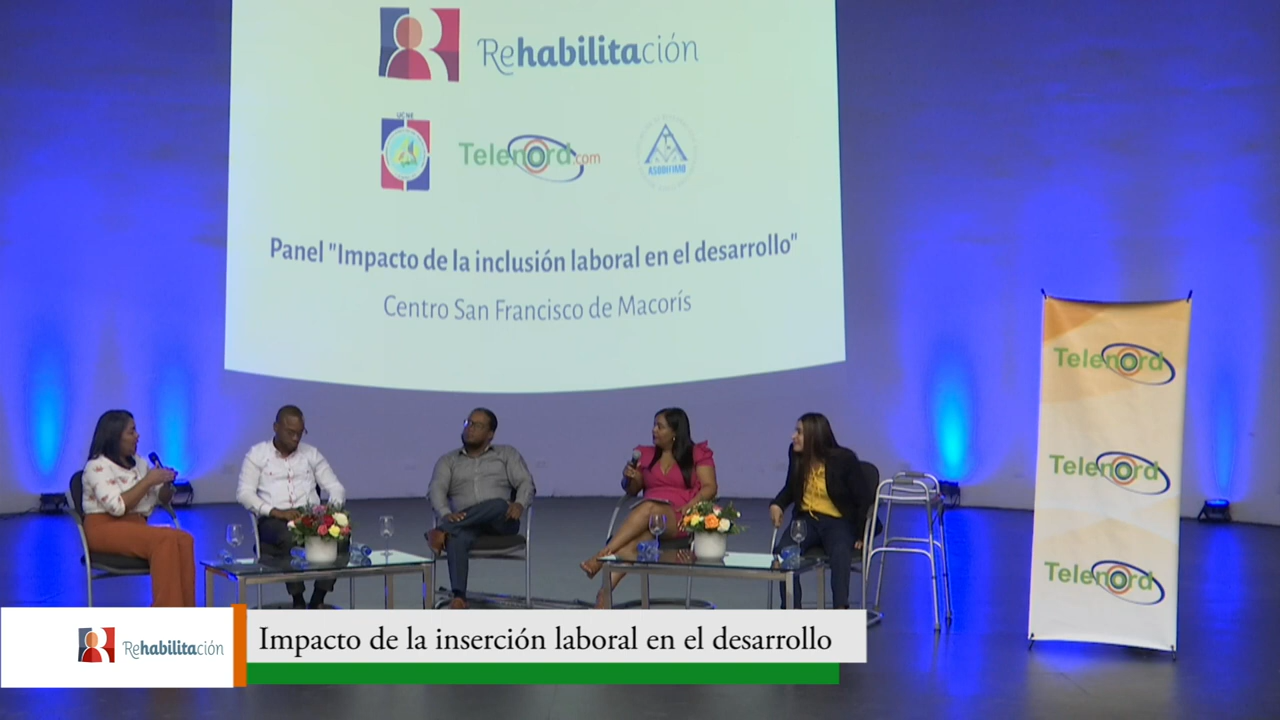 Rehabilitación
UCNE
Telenord.com
ASODIFIMO
Panel "Impacto de la inclusión laboral en el desarrollo"
Centro San Francisco de Macorís
Telenord
Telenord
Telenord
Rehabilitación
Impacto de la inserción laboral en el desarrollo